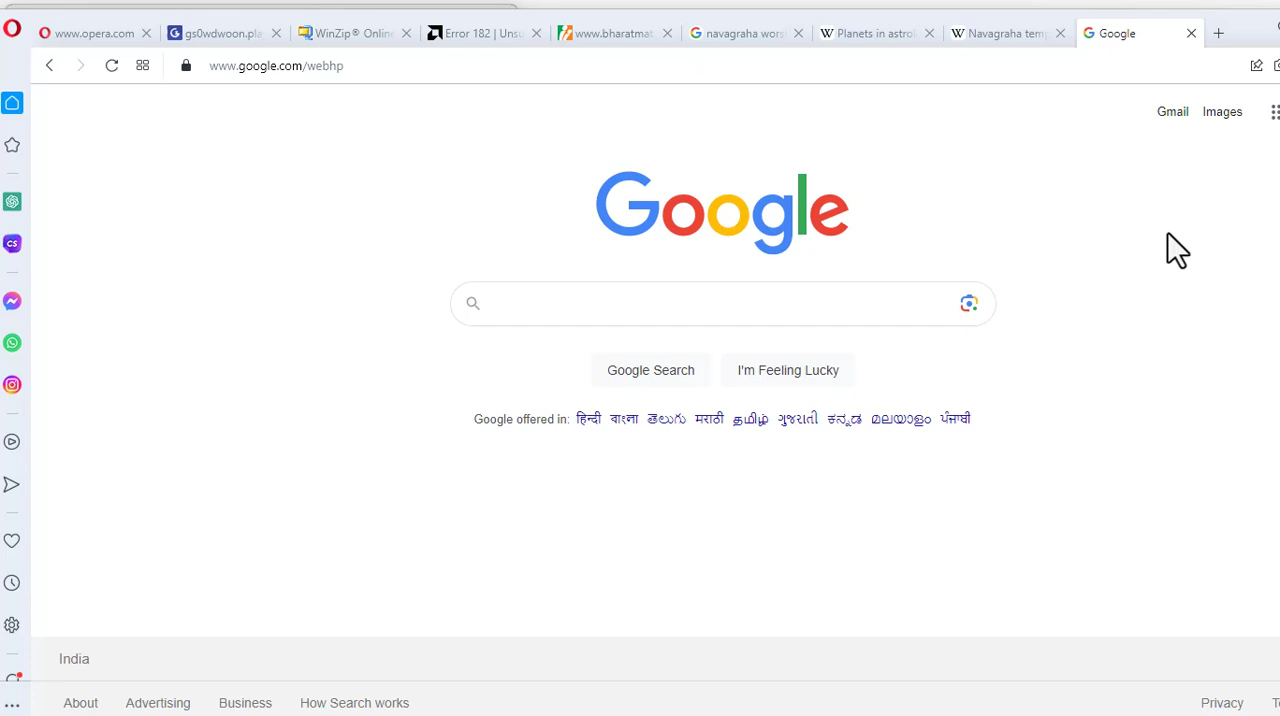 www.opera.com
gs0wdwoon.pla
WinZip® Online
Error 182 | Unsu
www.bharatmat
navagraha wors
Planets in astrol
Navagraha temp
Google
www.google.com/webhp
Gmail Images
CS
Google
Google Search I'm Feeling Lucky
Google offered in: हिन्दी বাংলা తెలుగు मराठी தமிழ் ગુજરાતી ಕನ್ನಡ മലയാളം ਪੰਜਾਬੀ
India
About Advertising Business How Search works Privacy